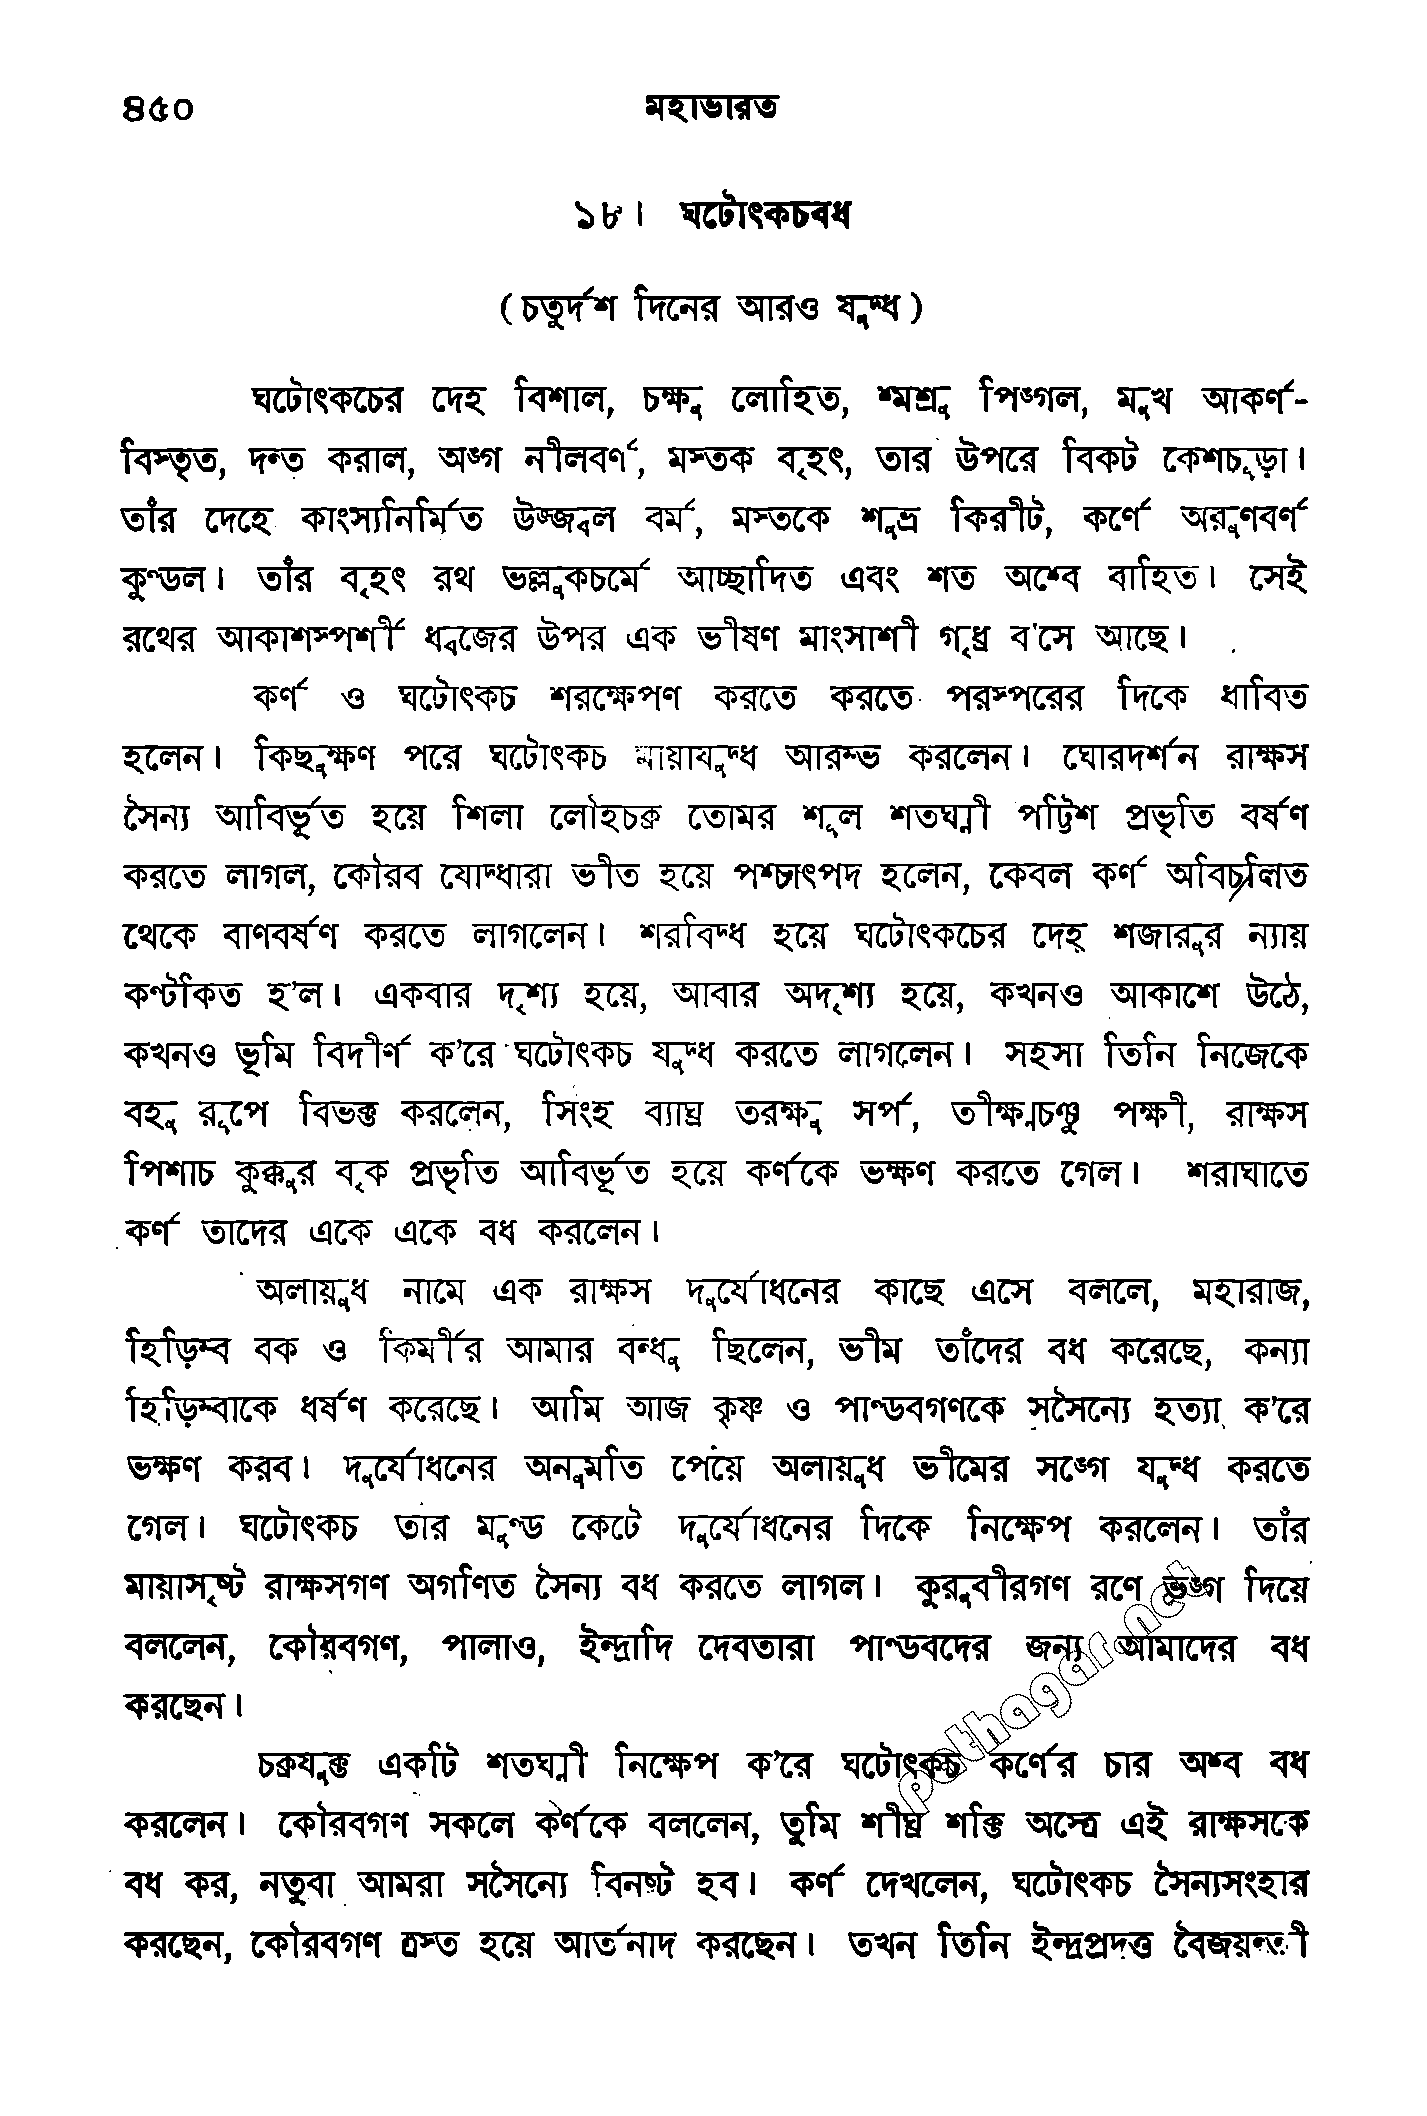 ৪৫০ মহাভারত
১৮। ঘটোৎকচবধ
(চতুর্দশ দিনের আরও যুদ্ধ)
ঘটোৎকচের দেহ বিশাল, চক্ষু লোহিত, শ্মশ্রু পিঙ্গল, মুখ আকর্ণ-
বিস্তৃত, দন্ত করাল, অঙ্গ নীলবর্ণ, মস্তক বৃহৎ, তার উপরে বিকট কেশচূড়া।
তাঁর দেহে কাংস্যনির্মিত উজ্জ্বল বর্ম, মস্তকে শুভ্র কিরীট, কর্ণে অরুণবর্ণ
কুণ্ডল। তাঁর বৃহৎ রথ ভল্লুকচর্মে আচ্ছাদিত এবং শত অশ্বে বাহিত। সেই
রথের আকাশস্পর্শী ধ্বজের উপর এক ভীষণ মাংসাশী গৃধ্র ব'সে আছে।
কর্ণ ও ঘটোৎকচ শরক্ষেপণ করতে করতে পরস্পরের দিকে ধাবিত
হলেন। কিছুক্ষণ পরে ঘটোৎকচ মায়াযুদ্ধ আরম্ভ করলেন। ঘোরদর্শন রাক্ষস
সৈন্য আবির্ভূত হয়ে শিলা লৌহচক্র তোমর শূল শতঘ্নী পট্টিশ প্রভৃতি বর্ষণ
করতে লাগল, কৌরব যোদ্ধারা ভীত হয়ে পশ্চাৎপদ হলেন, কেবল কর্ণ অবিচলিত
থেকে বাণবর্ষণ করতে লাগলেন। শরবিদ্ধ হয়ে ঘটোৎকচের দেহ শজারুর ন্যায়
কণ্টকিত হ'ল। একবার দৃশ্য হয়ে, আবার অদৃশ্য হয়ে, কখনও আকাশে উঠে,
কখনও ভূমি বিদীর্ণ ক'রে ঘটোৎকচ যুদ্ধ করতে লাগলেন। সহসা তিনি নিজেকে
বহু রূপে বিভক্ত করলেন, সিংহ ব্যাঘ্র তরক্ষু সর্প, তীক্ষ্ণচঞ্চু পক্ষী, রাক্ষস
পিশাচ কুক্কুর বৃক প্রভৃতি আবির্ভূত হয়ে কর্ণকে ভক্ষণ করতে গেল। শরাঘাতে
কর্ণ তাদের একে একে বধ করলেন।
অলায়ুধ নামে এক রাক্ষস দুর্যোধনের কাছে এসে বললে, মহারাজ,
হিড়িম্ব বক ও কির্মীর আমার বন্ধু ছিলেন, ভীম তাঁদের বধ করেছে, কন্যা
হিড়িম্বাকে ধর্ষণ করেছে। আমি আজ কৃষ্ণ ও পাণ্ডবগণকে সসৈন্যে হত্যা ক'রে
ভক্ষণ করব। দুর্যোধনের অনুমতি পেয়ে অলায়ুধ ভীমের সঙ্গে যুদ্ধ করতে
গেল। ঘটোৎকচ তার মুণ্ড কেটে দুর্যোধনের দিকে নিক্ষেপ করলেন। তাঁর
মায়াসৃষ্ট রাক্ষসগণ অগণিত সৈন্য বধ করতে লাগল। কুরুবীরগণ রণে ভঙ্গ দিয়ে
বললেন, কৌরবগণ, পালাও, ইন্দ্রাদি দেবতারা পাণ্ডবদের জন্য আমাদের বধ
করছেন।
চক্রযুক্ত একটি শতঘ্নী নিক্ষেপ ক'রে ঘটোৎকচ কর্ণের চার অশ্ব বধ
করলেন। কৌরবগণ সকলে কর্ণকে বললেন, তুমি শীঘ্র শক্তি অস্ত্রে এই রাক্ষসকে
বধ কর, নতুবা আমরা সসৈন্যে বিনষ্ট হব। কর্ণ দেখলেন, ঘটোৎকচ সৈন্যসংহার
করছেন, কৌরবগণ ত্রস্ত হয়ে আর্তনাদ করছেন। তখন তিনি ইন্দ্রপ্রদত্ত বৈজয়ন্তী
pathagar.net